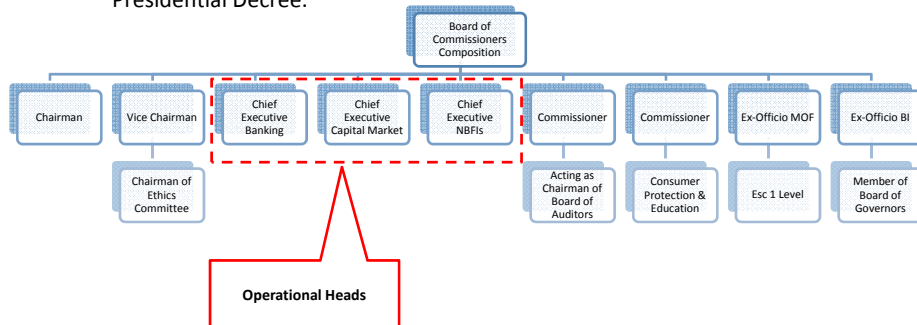 Presidential Decree.
Board of
Commissioners
Composition
Chairman
Vice Chairman
Chief
Executive
Banking
Chief
Executive
Capital Market
Chief
Executive
NBFIs
Commissioner
Commissioner
Ex-Officio MOF
Ex-Officio BI
Chairman of
Ethics
Committee
Acting as
Chairman of
Board of
Auditors
Consumer
Protection &
Education
Esc 1 Level
Member of
Board of
Governors
Operational Heads